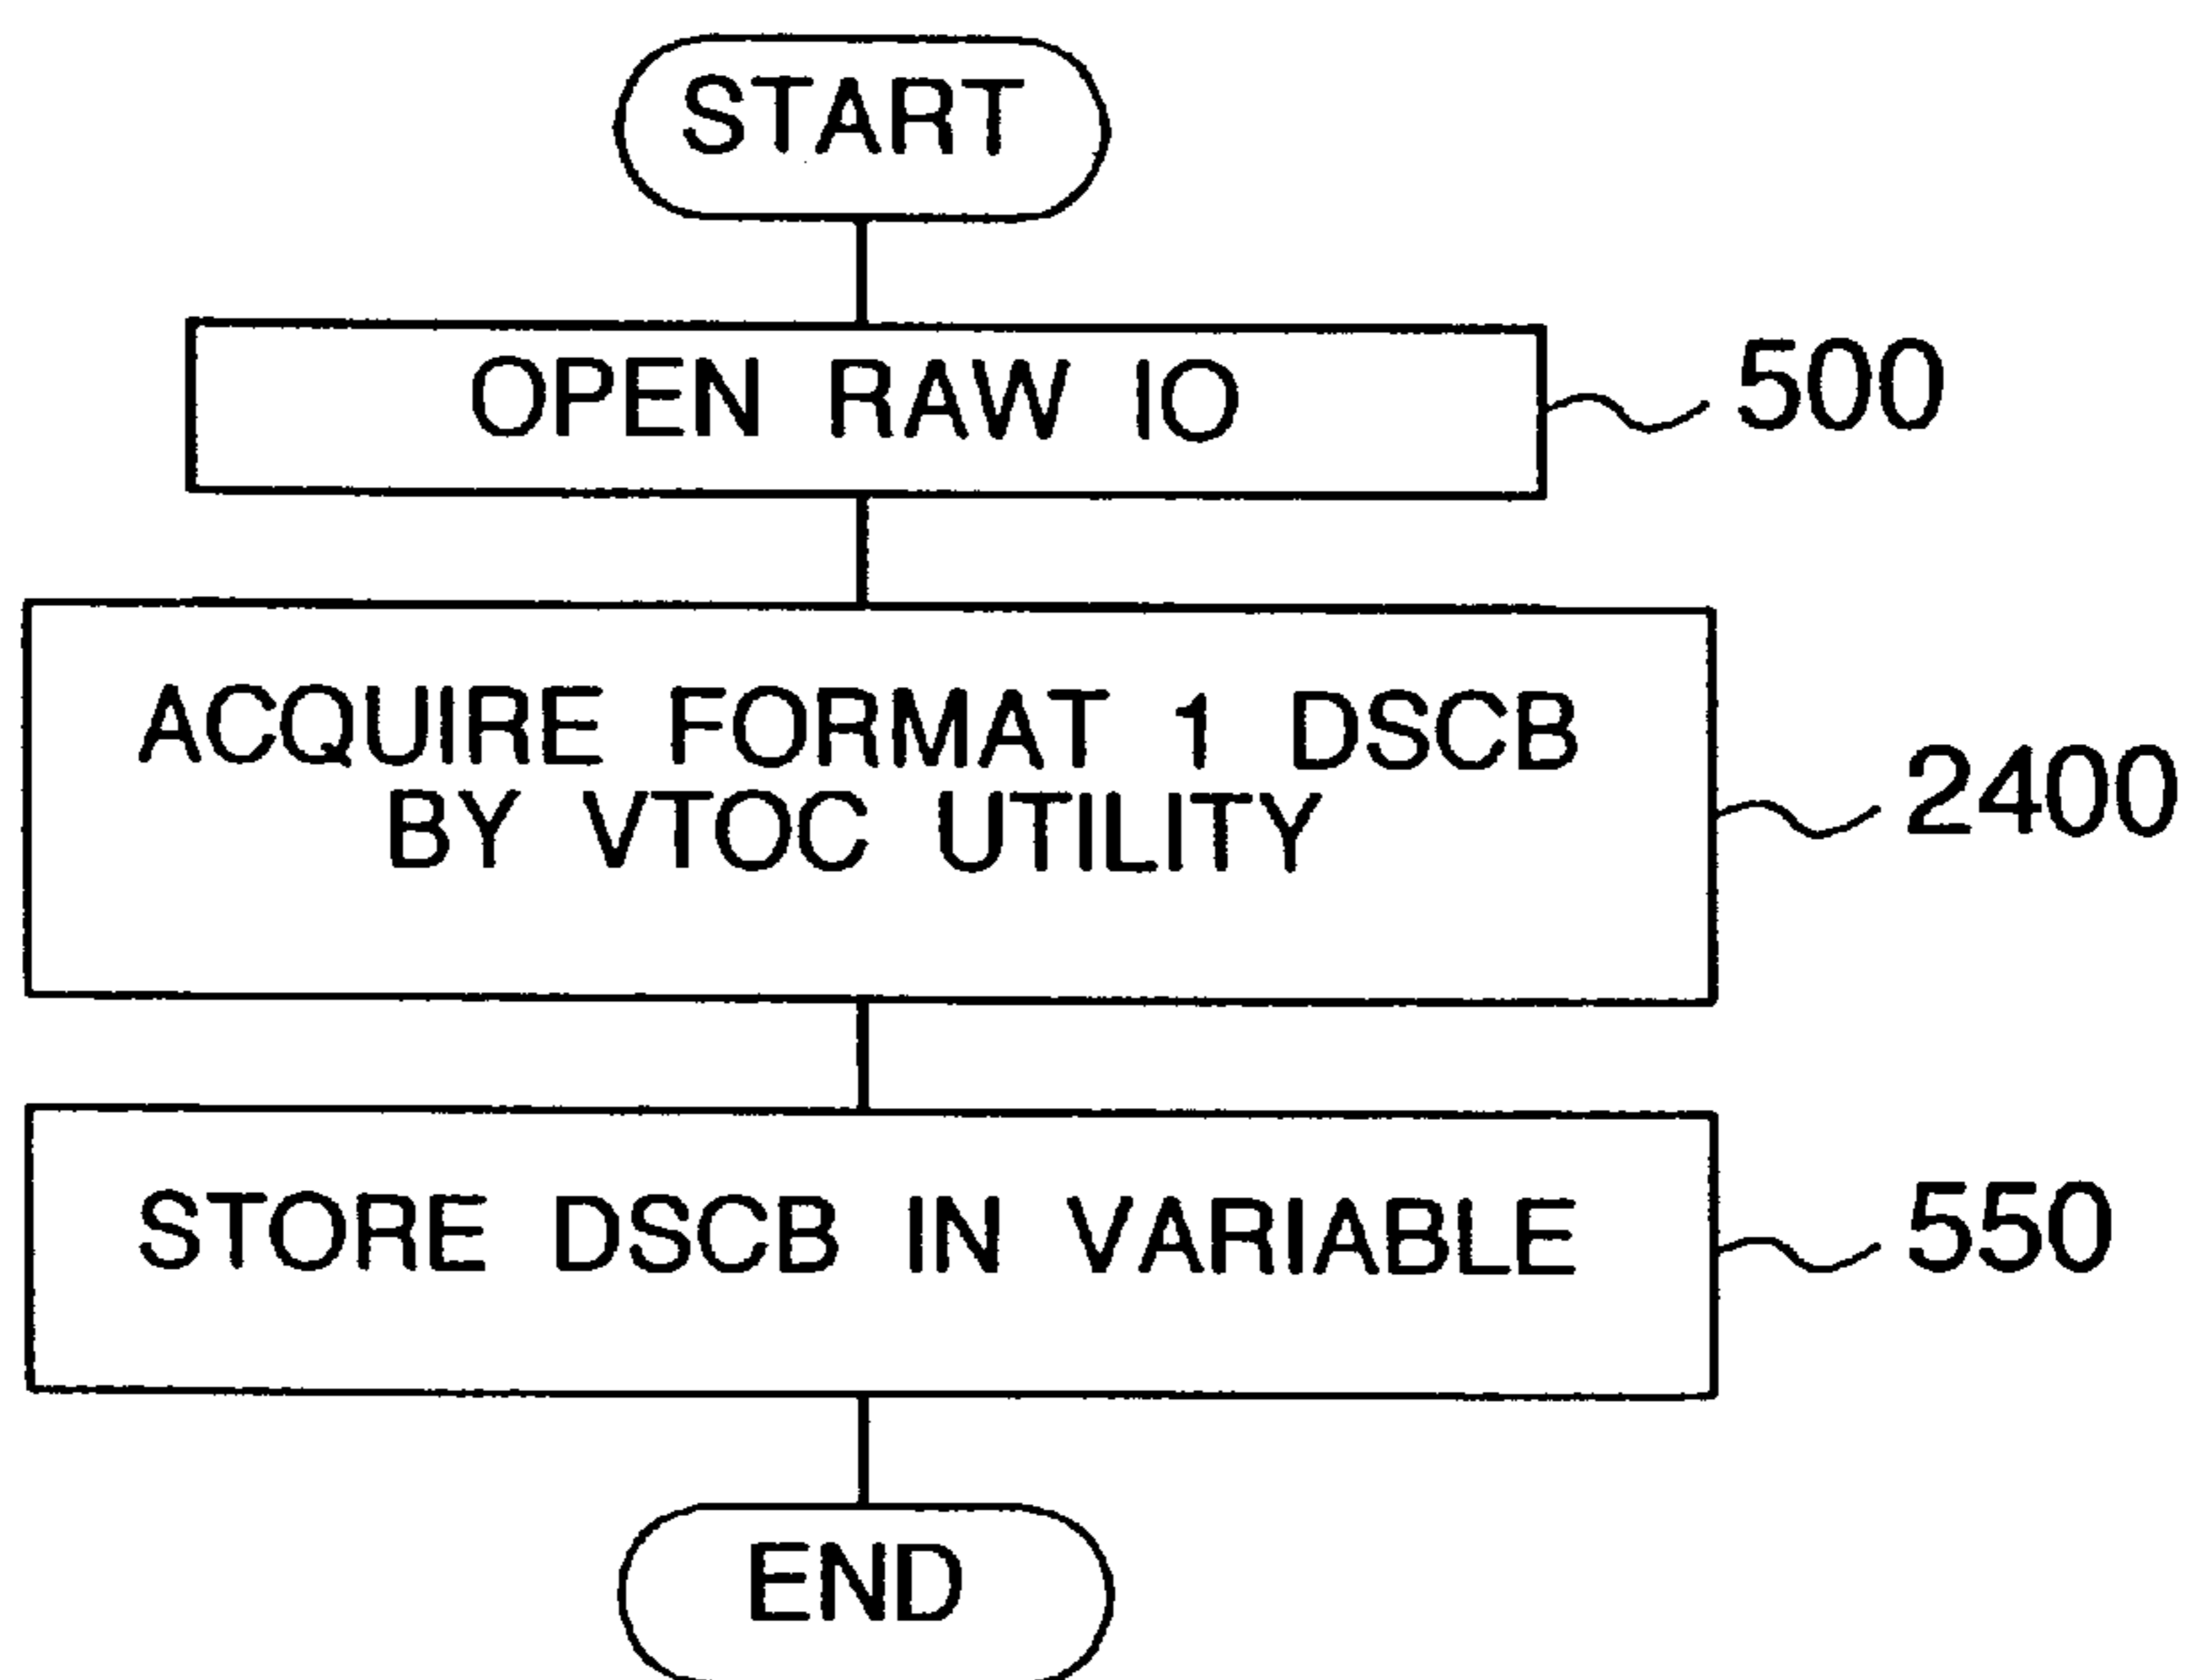 START
OPEN RAW IO
500
ACQUIRE FORMAT 1 DSCB
BY VTOC UTILITY
2400
STORE DSCB IN VARIABLE
550
END